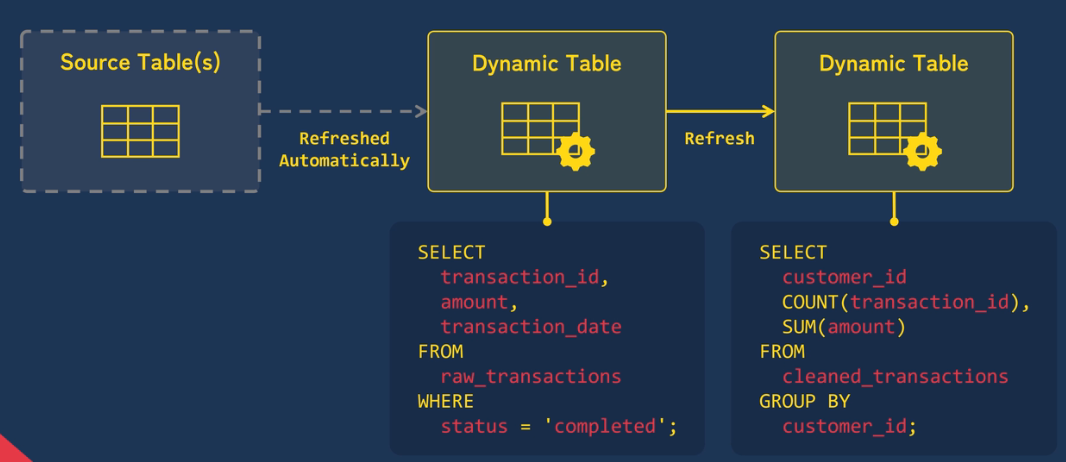 Source Table(s)
Refreshed
Automatically
Dynamic Table
Refresh
Dynamic Table
SELECT
transaction_id,
amount,
transaction_date
FROM
raw_transactions
WHERE
status = 'completed';
SELECT
customer_id
COUNT(transaction_id),
SUM(amount)
FROM
cleaned_transactions
GROUP BY
customer_id;